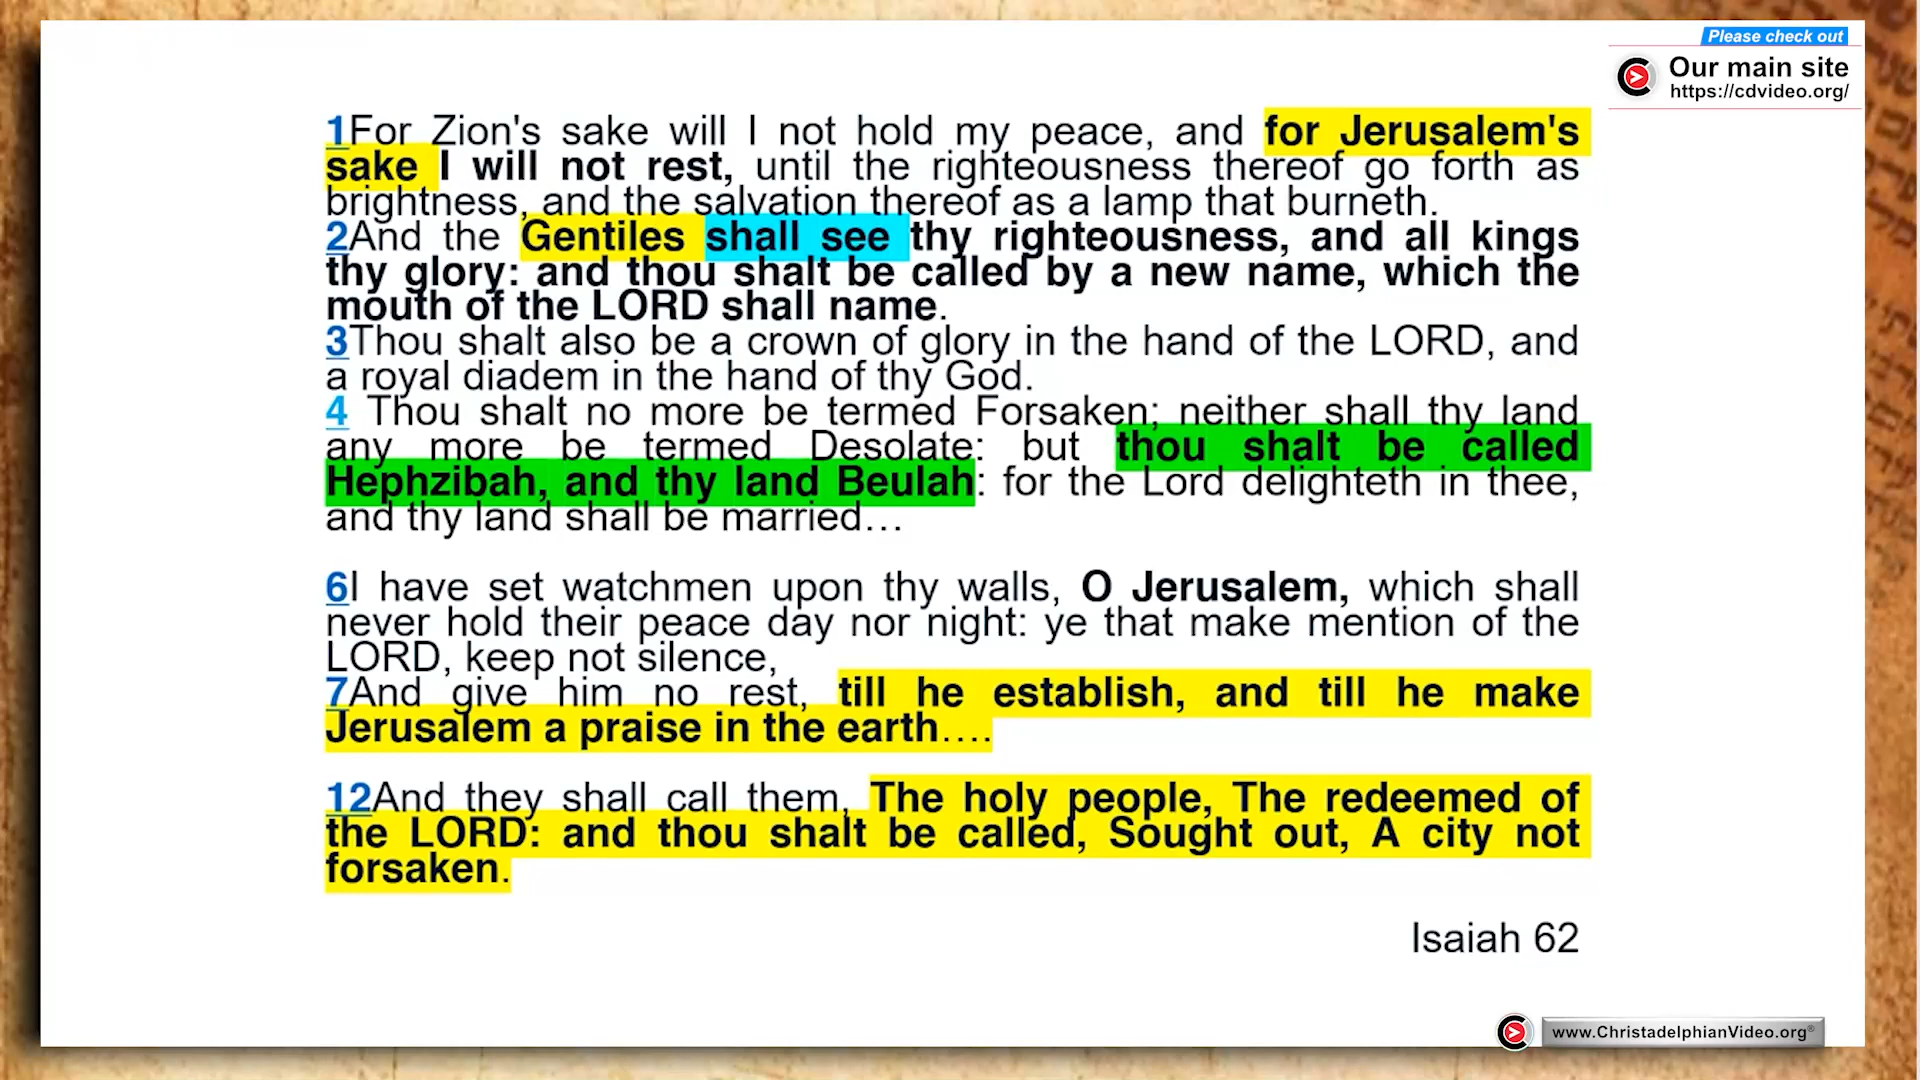 Please check out
Our main site
https://cdvideo.org/
1For Zion's sake will I not hold my peace, and for Jerusalem's
sake I will not rest, until the righteousness thereof go forth as
brightness, and the salvation thereof as a lamp that burneth.
2And the Gentiles shall see thy righteousness, and all kings
thy glory: and thou shalt be called by a new name, which the
mouth of the LORD shall name.
3Thou shalt also be a crown of glory in the hand of the LORD, and
a royal diadem in the hand of thy God.
4 Thou shalt no more be termed Forsaken; neither shall thy land
any more be termed Desolate: but thou shalt be called
Hephzibah, and thy land Beulah: for the Lord delighteth in thee,
and thy land shall be married…
6I have set watchmen upon thy walls, O Jerusalem, which shall
never hold their peace day nor night: ye that make mention of the
LORD, keep not silence,
7And give him no rest, till he establish, and till he make
Jerusalem a praise in the earth….
12And they shall call them, The holy people, The redeemed of
the LORD: and thou shalt be called, Sought out, A city not
forsaken.
Isaiah 62
www.ChristadelphianVideo.org®